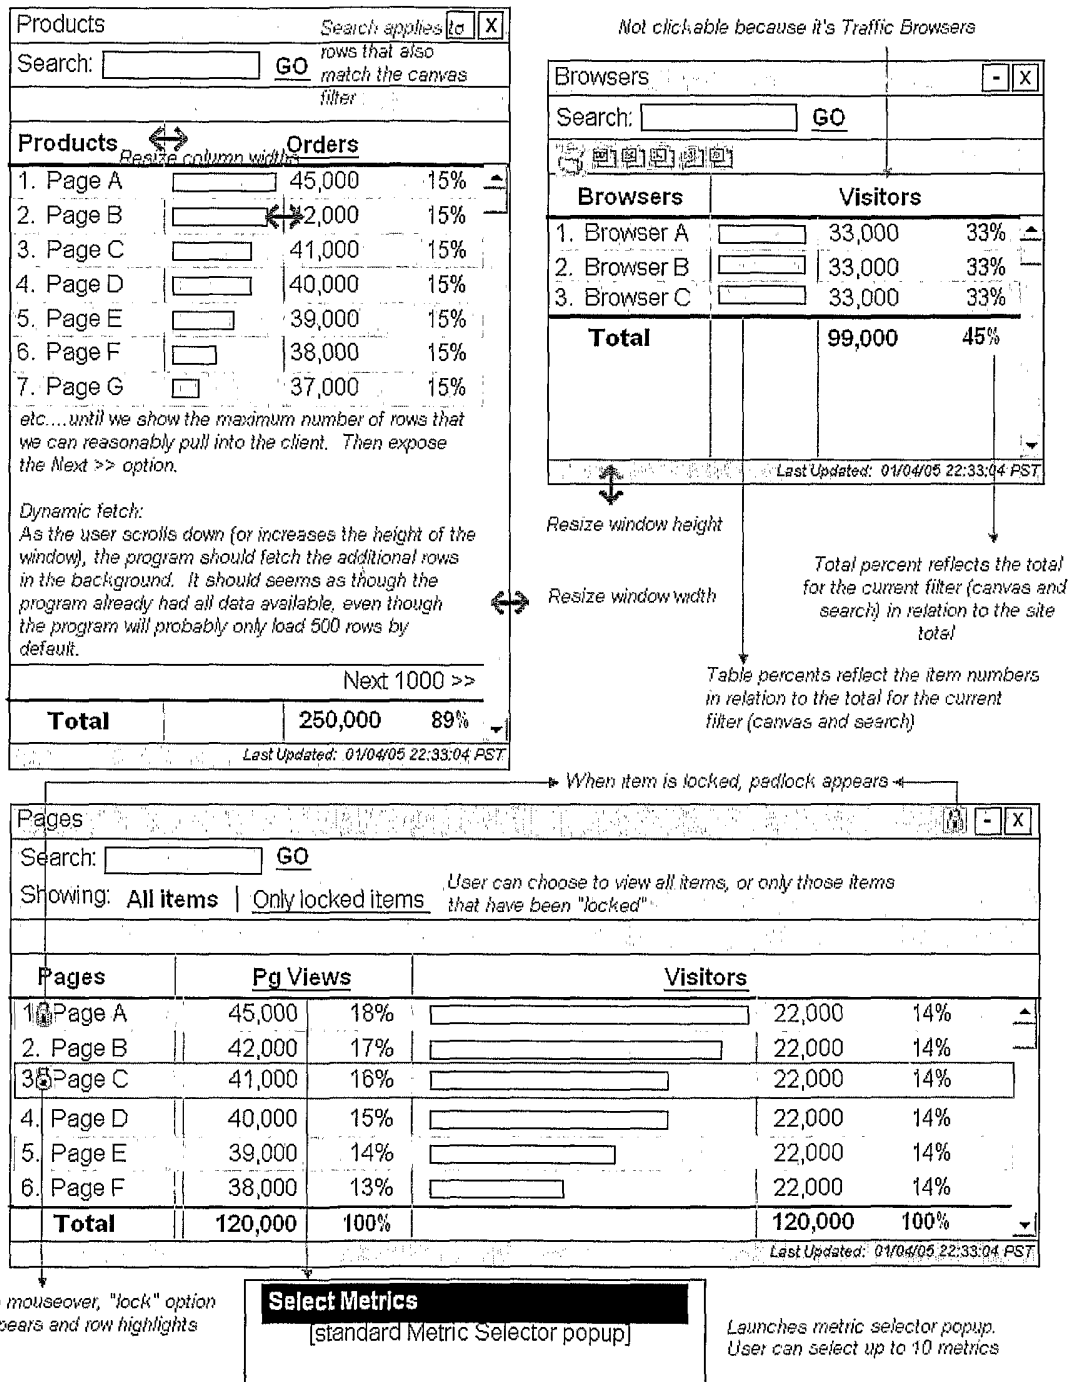 Products
Search applies to
X
rows that also
match the canvas
filter
Search:
GO
Products
Orders
Resize column widths
1. Page A 45,000 15%
2. Page B 42,000 15%
3. Page C 41,000 15%
4. Page D 40,000 15%
5. Page E 39,000 15%
6. Page F 38,000 15%
7. Page G 37,000 15%
etc....until we show the maximum number of rows that
we can reasonably pull into the client. Then expose
the Next >> option.
Dynamic fetch:
As the user scrolls down (or increases the height of the
window), the program should fetch the additional rows
in the background. It should seems as though the
program already had all data available, even though
the program will probably only load 500 rows by
default.
Next 1000 >>
Total 250,000 89%
Last Updated: 01/04/05 22:33:04 PST
Not clickable because it's Traffic Browsers
Browsers - X
Search: GO
Browsers Visitors
1. Browser A 33,000 33%
2. Browser B 33,000 33%
3. Browser C 33,000 33%
Total 99,000 45%
Last Updated: 01/04/05 22:33:04 PST
Resize window height
Resize window width
Total percent reflects the total
for the current filter (canvas and
search) in relation to the site
total
Table percents reflect the item numbers
in relation to the total for the current
filter (canvas and search)
When item is locked, padlock appears
Pages - X
Search: GO
Showing: All items | Only locked items
User can choose to view all items, or only those items
that have been "locked"
Pages Pg Views Visitors
1 Page A 45,000 18% 22,000 14%
2. Page B 42,000 17% 22,000 14%
3 Page C 41,000 16% 22,000 14%
4. Page D 40,000 15% 22,000 14%
5. Page E 39,000 14% 22,000 14%
6. Page F 38,000 13% 22,000 14%
Total 120,000 100% 120,000 100%
Last Updated: 01/04/05 22:33:04 PST
mouseover, "lock" option
pears and row highlights
Select Metrics
[standard Metric Selector popup]
Launches metric selector popup.
User can select up to 10 metrics